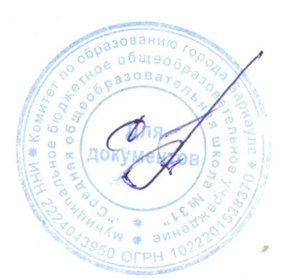 Комитет по образованию города Барнаула
муниципальное бюджетное общеобразовательное учреждение
"Средняя общеобразовательная школа №31"
ИНН 2224043950 ОГРН 1022201538370
Для
документов